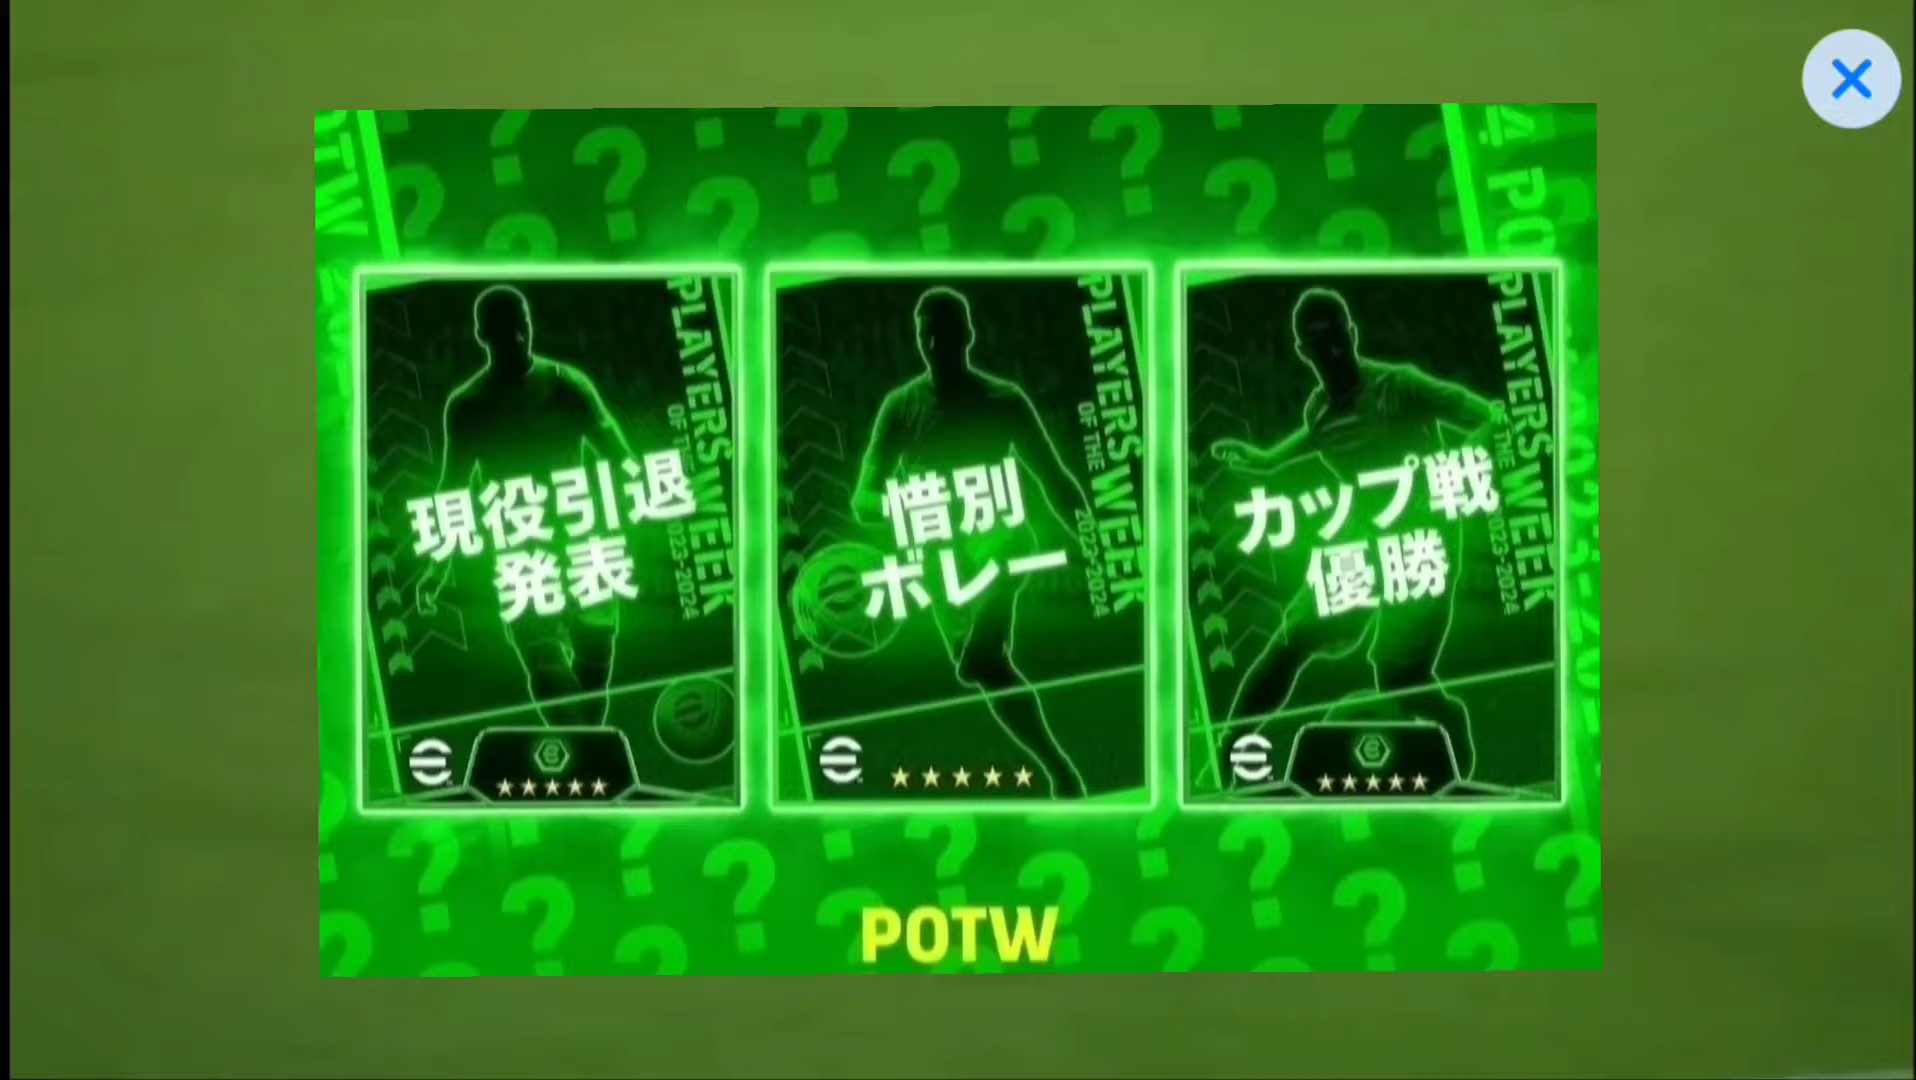 現役引退
発表
PLAYERS WEEK
OF THE
2023-2024
惜別
ボレー
PLAYERS WEEK
OF THE
2023-2024
カップ戦
優勝
PLAYERS WEEK
OF THE
2023-2024
POTW